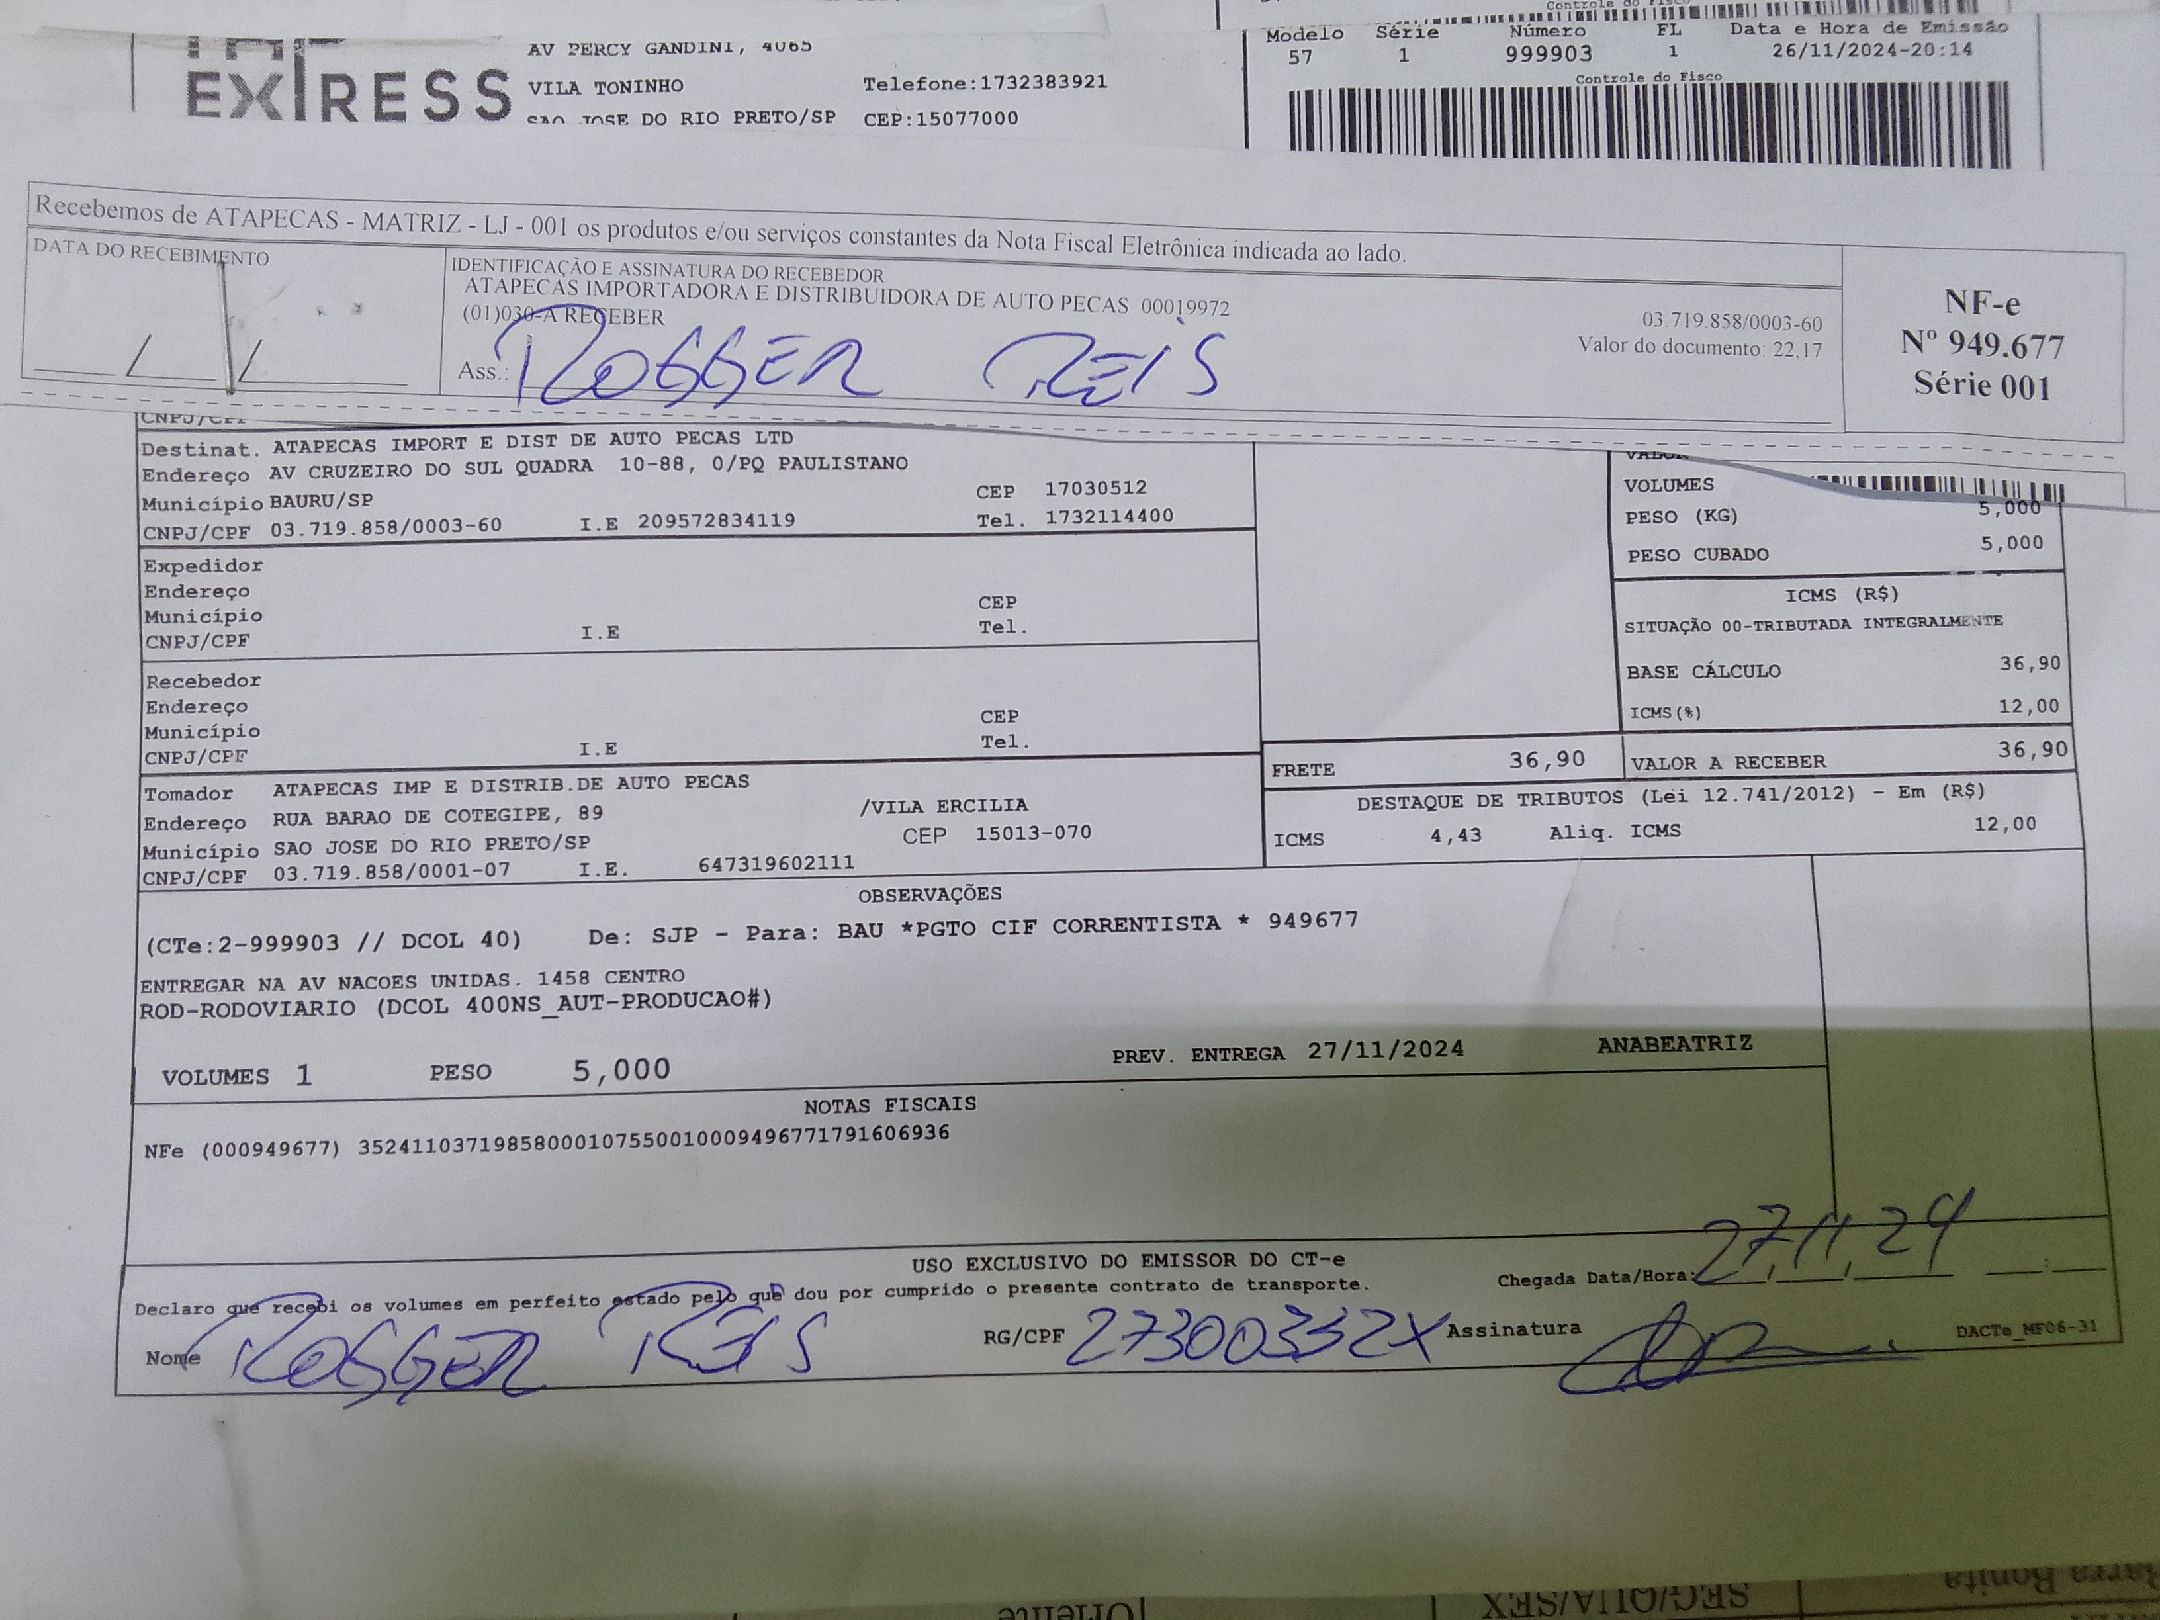 Controle do Fisco
EXPRESS
AV PERCY GANDINI, 4065
VILA TONINHO Telefone:1732383921
SAO JOSE DO RIO PRETO/SP CEP:15077000
Modelo Série Número FL Data e Hora de Emissão
57 1 999903 1 26/11/2024-20:14
Controle do Fisco
Recebemos de ATAPECAS - MATRIZ - LJ - 001 os produtos e/ou serviços constantes da Nota Fiscal Eletrônica indicada ao lado.
DATA DO RECEBIMENTO
IDENTIFICAÇÃO E ASSINATURA DO RECEBEDOR
ATAPECAS IMPORTADORA E DISTRIBUIDORA DE AUTO PECAS 00019972
(01)030-A RECEBER
03.719.858/0003-60
Valor do documento: 22,17
Ass.: ROGGER REIS
NF-e
Nº 949.677
Série 001
CNPJ/CPF
Destinat. ATAPECAS IMPORT E DIST DE AUTO PECAS LTD
Endereço AV CRUZEIRO DO SUL QUADRA 10-88, 0/PQ PAULISTANO
Município BAURU/SP CEP 17030512
CNPJ/CPF 03.719.858/0003-60 I.E 209572834119 Tel. 1732114400
Expedidor
Endereço
Município CEP
CNPJ/CPF I.E Tel.
Recebedor
Endereço
Município CEP
CNPJ/CPF I.E Tel.
Tomador ATAPECAS IMP E DISTRIB.DE AUTO PECAS
Endereço RUA BARAO DE COTEGIPE, 89 /VILA ERCILIA
Município SAO JOSE DO RIO PRETO/SP CEP 15013-070
CNPJ/CPF 03.719.858/0001-07 I.E. 647319602111
VALOR
VOLUMES
PESO (KG) 5,000
PESO CUBADO 5,000
ICMS (R$)
SITUAÇÃO 00-TRIBUTADA INTEGRALMENTE
BASE CÁLCULO 36,90
ICMS(%) 12,00
FRETE 36,90 VALOR A RECEBER 36,90
DESTAQUE DE TRIBUTOS (Lei 12.741/2012) - Em (R$)
ICMS 4,43 Aliq. ICMS 12,00
OBSERVAÇÕES
(CTe:2-999903 // DCOL 40) De: SJP - Para: BAU *PGTO CIF CORRENTISTA * 949677
ENTREGAR NA AV NACOES UNIDAS. 1458 CENTRO
ROD-RODOVIARIO (DCOL 400NS_AUT-PRODUCAO#)
VOLUMES 1 PESO 5,000 PREV. ENTREGA 27/11/2024 ANABEATRIZ
NOTAS FISCAIS
NFe (000949677) 35241103719858000107550010009496771791606936
USO EXCLUSIVO DO EMISSOR DO CT-e
Declaro que recebi os volumes em perfeito estado pelo que dou por cumprido o presente contrato de transporte.
Chegada Data/Hora: 27,11,24
Nome ROGGER REIS RG/CPF 27300332X Assinatura
DACTe_MF06-31
Oriente
SEG/QUA/SEX
Barra Bonita